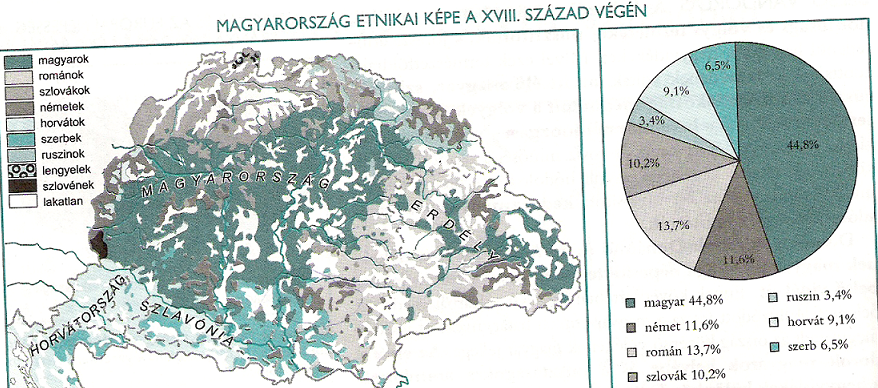 MAGYARORSZÁG ETNIKAI KÉPE A XVIII. SZÁZAD VÉGÉN
magyarok
románok
szlovákok
németek
horvátok
szerbek
ruszinok
lengyelek
szlovének
lakatlan
MAGYARORSZÁG
ERDÉLY
HORVÁTORSZÁG
SZLAVÓNIA
6,5%
9,1%
3,4%
44,8%
10,2%
13,7%
11,6%
magyar 44,8%
német 11,6%
román 13,7%
szlovák 10,2%
ruszin 3,4%
horvát 9,1%
szerb 6,5%